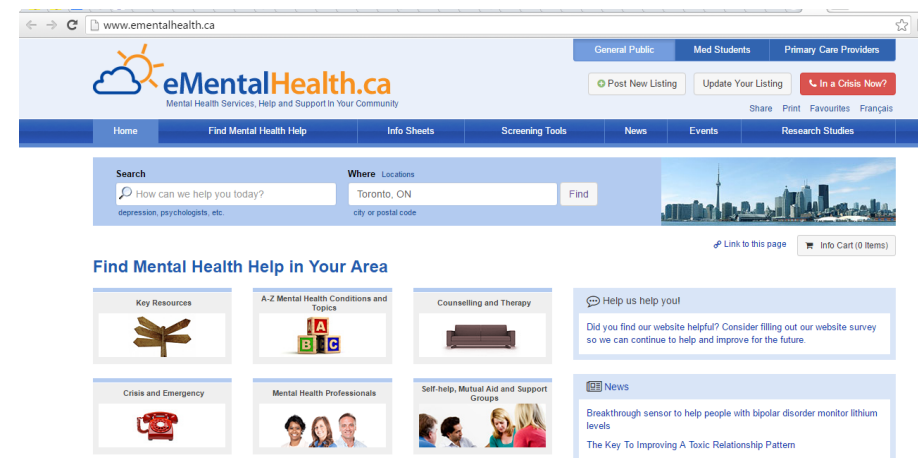 www.ementalhealth.ca
General Public Med Students Primary Care Providers
eMentalHealth.ca
Mental Health Services, Help and Support In Your Community
Post New Listing Update Your Listing In a Crisis Now?
Share Print Favourites Français
Home Find Mental Health Help Info Sheets Screening Tools News Events Research Studies
Search Where Locations
How can we help you today? Toronto, ON Find
depression, psychologists, etc. city or postal code
Link to this page Info Cart (0 Items)
Find Mental Health Help in Your Area
Key Resources
A-Z Mental Health Conditions and
Topics
A
B C
Counselling and Therapy
Help us help you!
Did you find our website helpful? Consider filling out our website survey
so we can continue to help and improve for the future.
Crisis and Emergency
Mental Health Professionals
Self-help, Mutual Aid and Support
Groups
News
Breakthrough sensor to help people with bipolar disorder monitor lithium
levels
The Key To Improving A Toxic Relationship Pattern